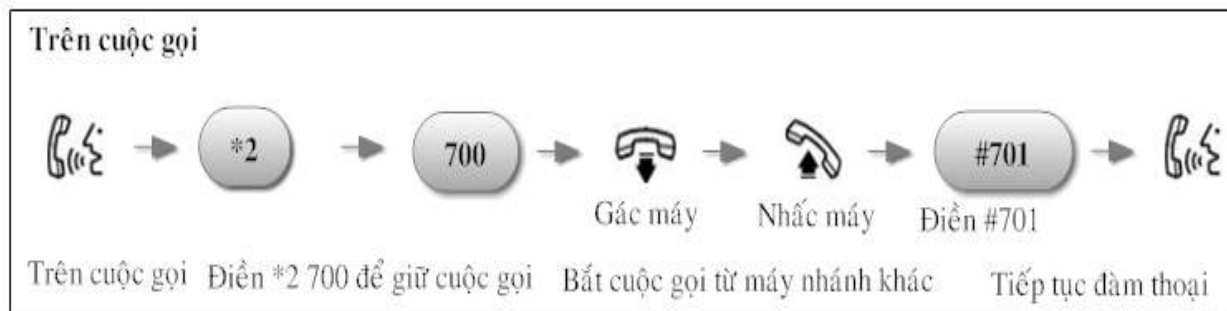 Trên cuộc gọi
*2 700 #701
Gác máy Nhấc máy Điền #701
Trên cuộc gọi Điền *2 700 để giữ cuộc gọi Bắt cuộc gọi từ máy nhánh khác Tiếp tục đàm thoại